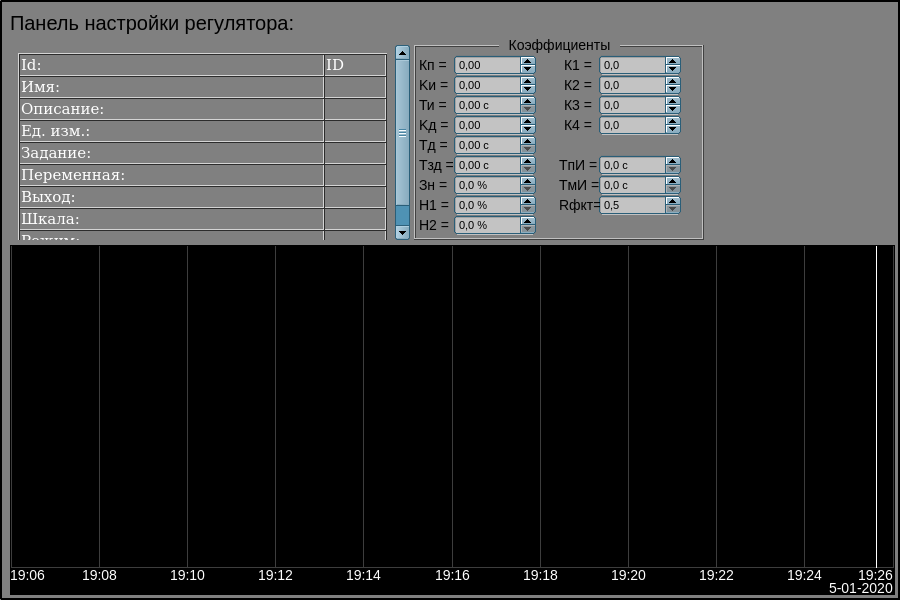 Панель настройки регулятора:
Id: ID
Имя:
Описание:
Ед. изм.:
Задание:
Переменная:
Выход:
Шкала:
Режим:
Коэффициенты
Кп = 0,00 К1 = 0,0
Ки = 0,00 К2 = 0,0
Ти = 0,00 с К3 = 0,0
Кд = 0,00 К4 = 0,0
Тд = 0,00 с
Тзд = 0,00 с ТпИ = 0,0 с
Зн = 0,0 % ТмИ = 0,0 с
Н1 = 0,0 % Rфкт= 0,5
Н2 = 0,0 %
19:06 19:08 19:10 19:12 19:14 19:16 19:18 19:20 19:22 19:24 19:26
5-01-2020